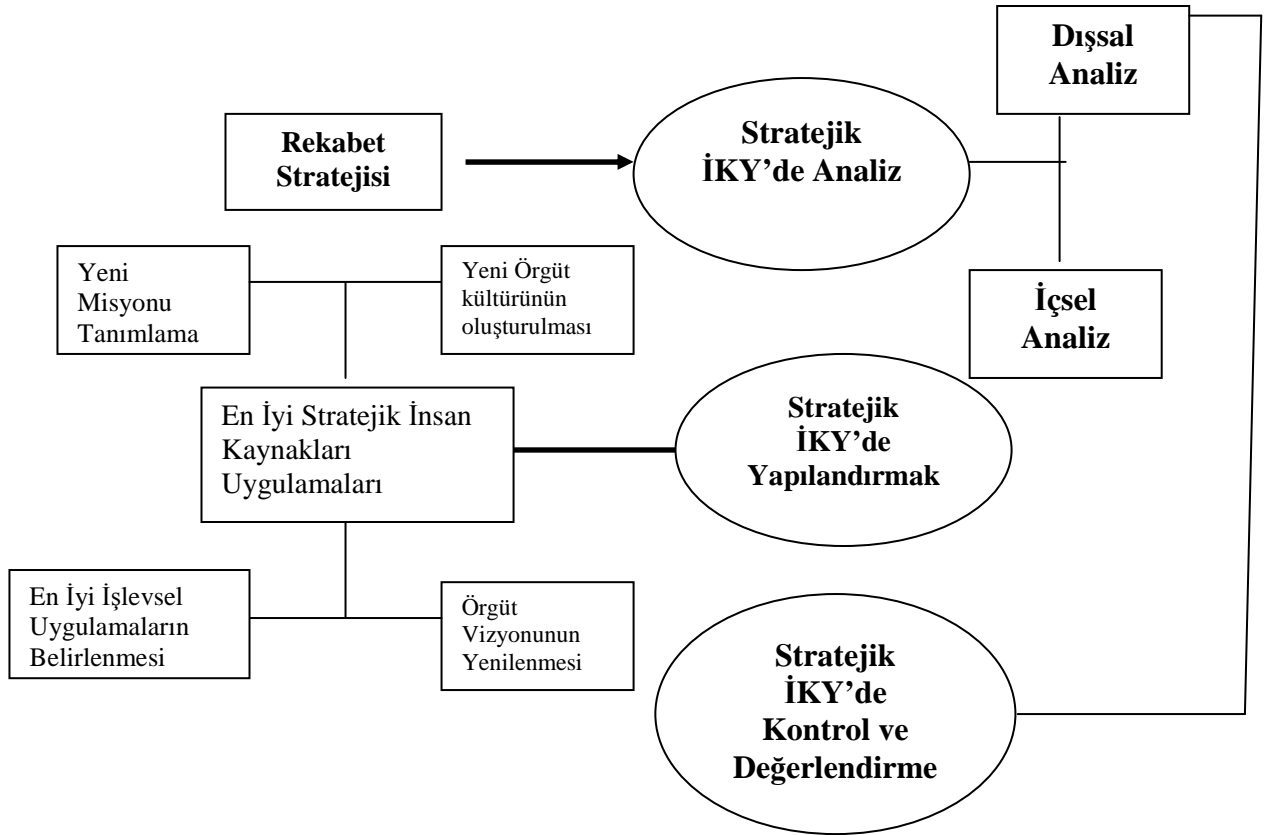 Dışsal
Analiz
Rekabet
Stratejisi
Stratejik
İKY’de Analiz
Yeni
Misyonu
Tanımlama
Yeni Örgüt
kültürünün
oluşturulması
İçsel
Analiz
En İyi Stratejik İnsan
Kaynakları
Uygulamaları
Stratejik
İKY’de
Yapılandırmak
En İyi İşlevsel
Uygulamaların
Belirlenmesi
Örgüt
Vizyonunun
Yenilenmesi
Stratejik
İKY’de
Kontrol ve
Değerlendirme